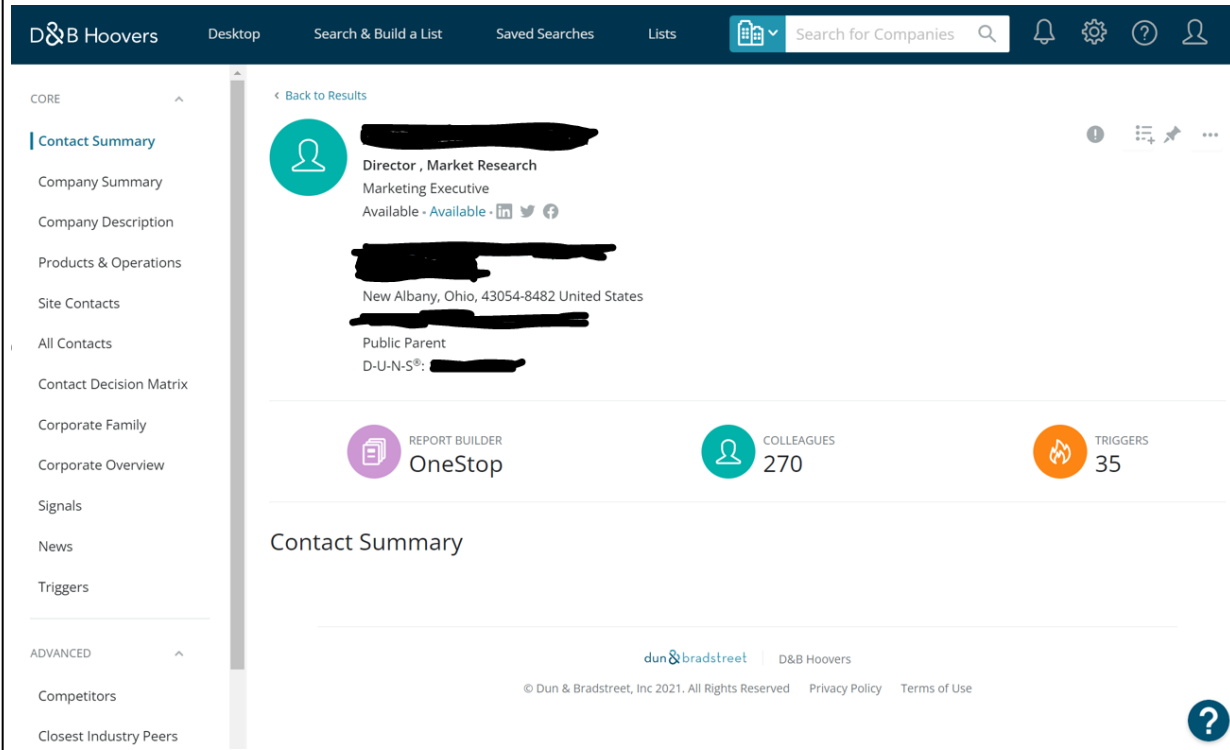 D&B Hoovers Desktop Search & Build a List Saved Searches Lists Search for Companies
CORE
Contact Summary
Company Summary
Company Description
Products & Operations
Site Contacts
All Contacts
Contact Decision Matrix
Corporate Family
Corporate Overview
Signals
News
Triggers
ADVANCED
Competitors
Closest Industry Peers
< Back to Results
Director , Market Research
Marketing Executive
Available - Available -
New Albany, Ohio, 43054-8482 United States
Public Parent
D-U-N-S®:
REPORT BUILDER
OneStop
COLLEAGUES
270
TRIGGERS
35
Contact Summary
dun & bradstreet | D&B Hoovers
© Dun & Bradstreet, Inc 2021. All Rights Reserved Privacy Policy Terms of Use